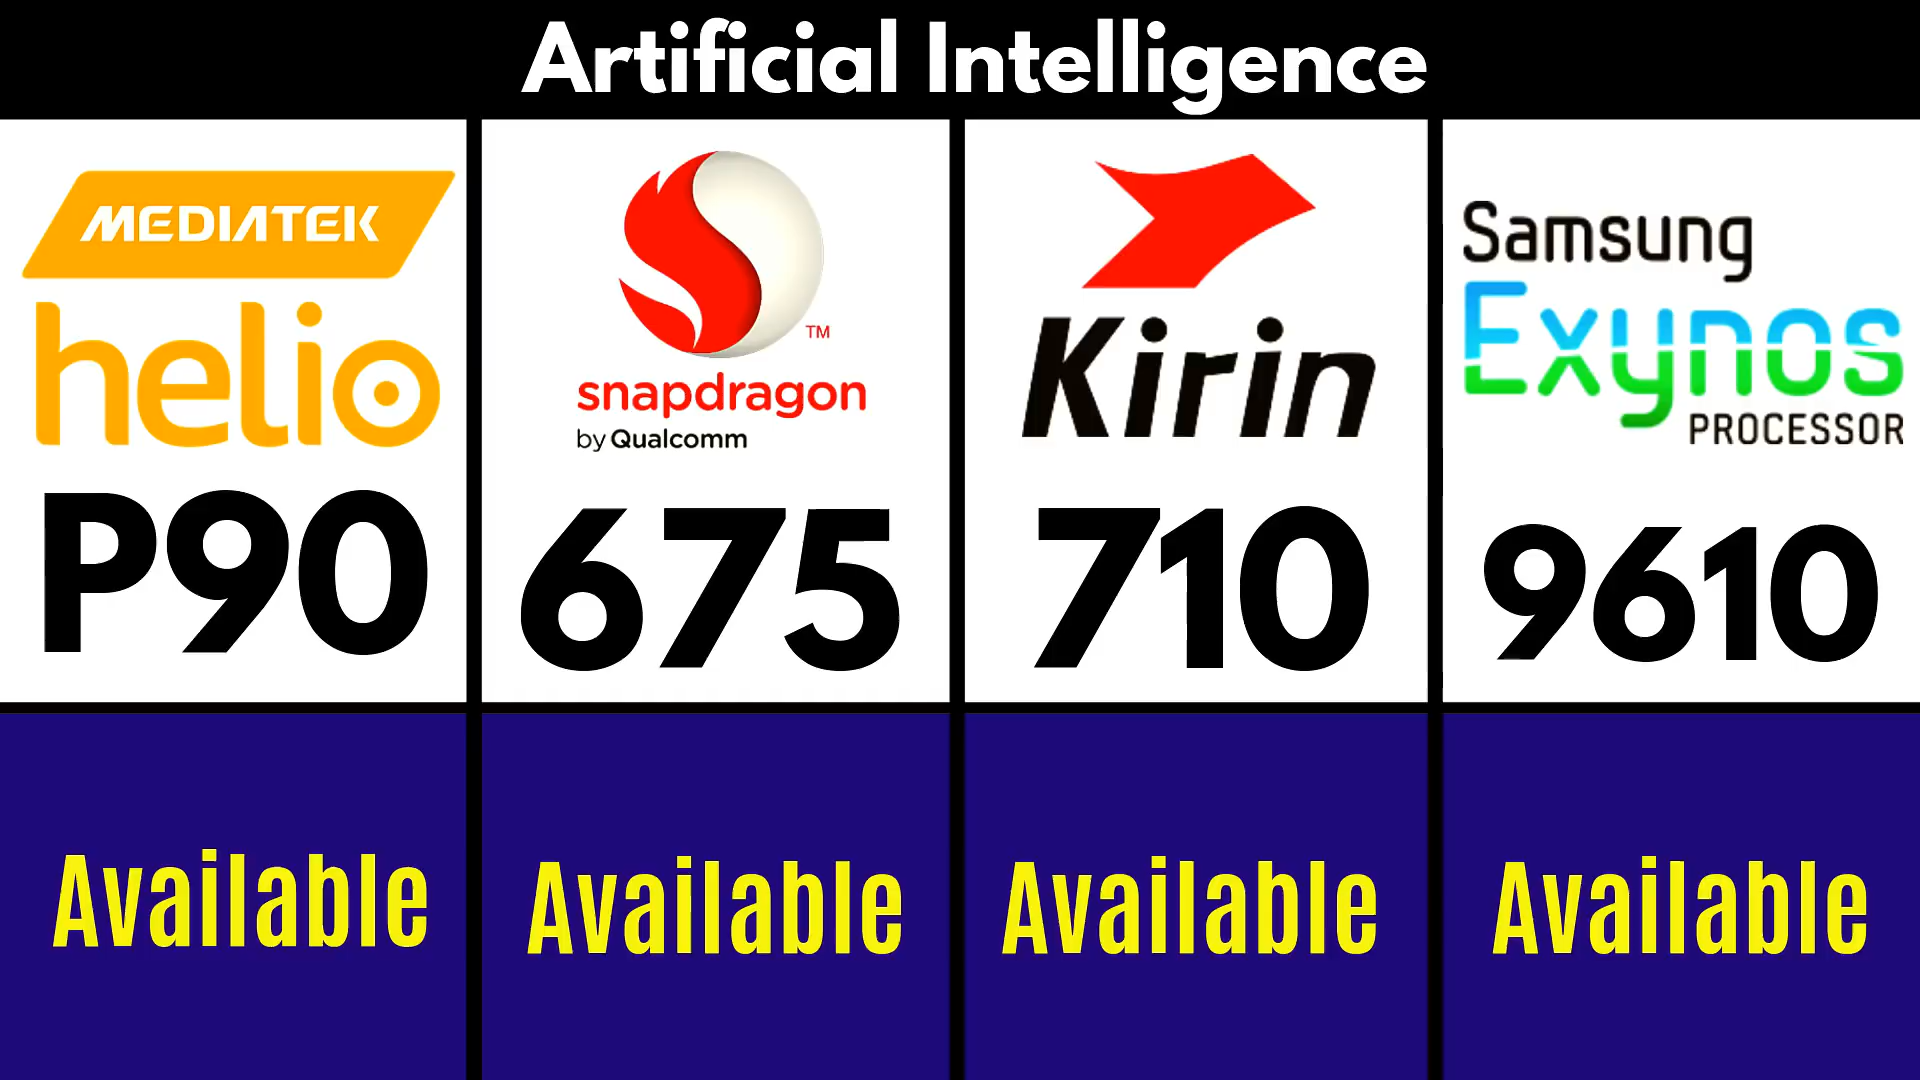 Artificial Intelligence
MEDIATEK
helio
P90
Available
TM
snapdragon
by Qualcomm
675
Available
Kirin
710
Available
Samsung
Exynos
PROCESSOR
9610
Available